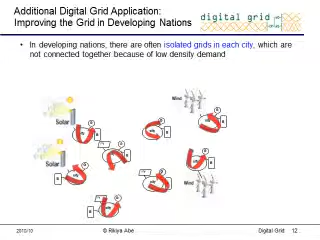 Additional Digital Grid Application:
Improving the Grid in Developing Nations
digital grid
• In developing nations, there are often isolated grids in each city, which are
not connected together because of low density demand
Wind
Solar
Solar
Wind
2010/10
© Rikiya Abe
Digital Grid 12